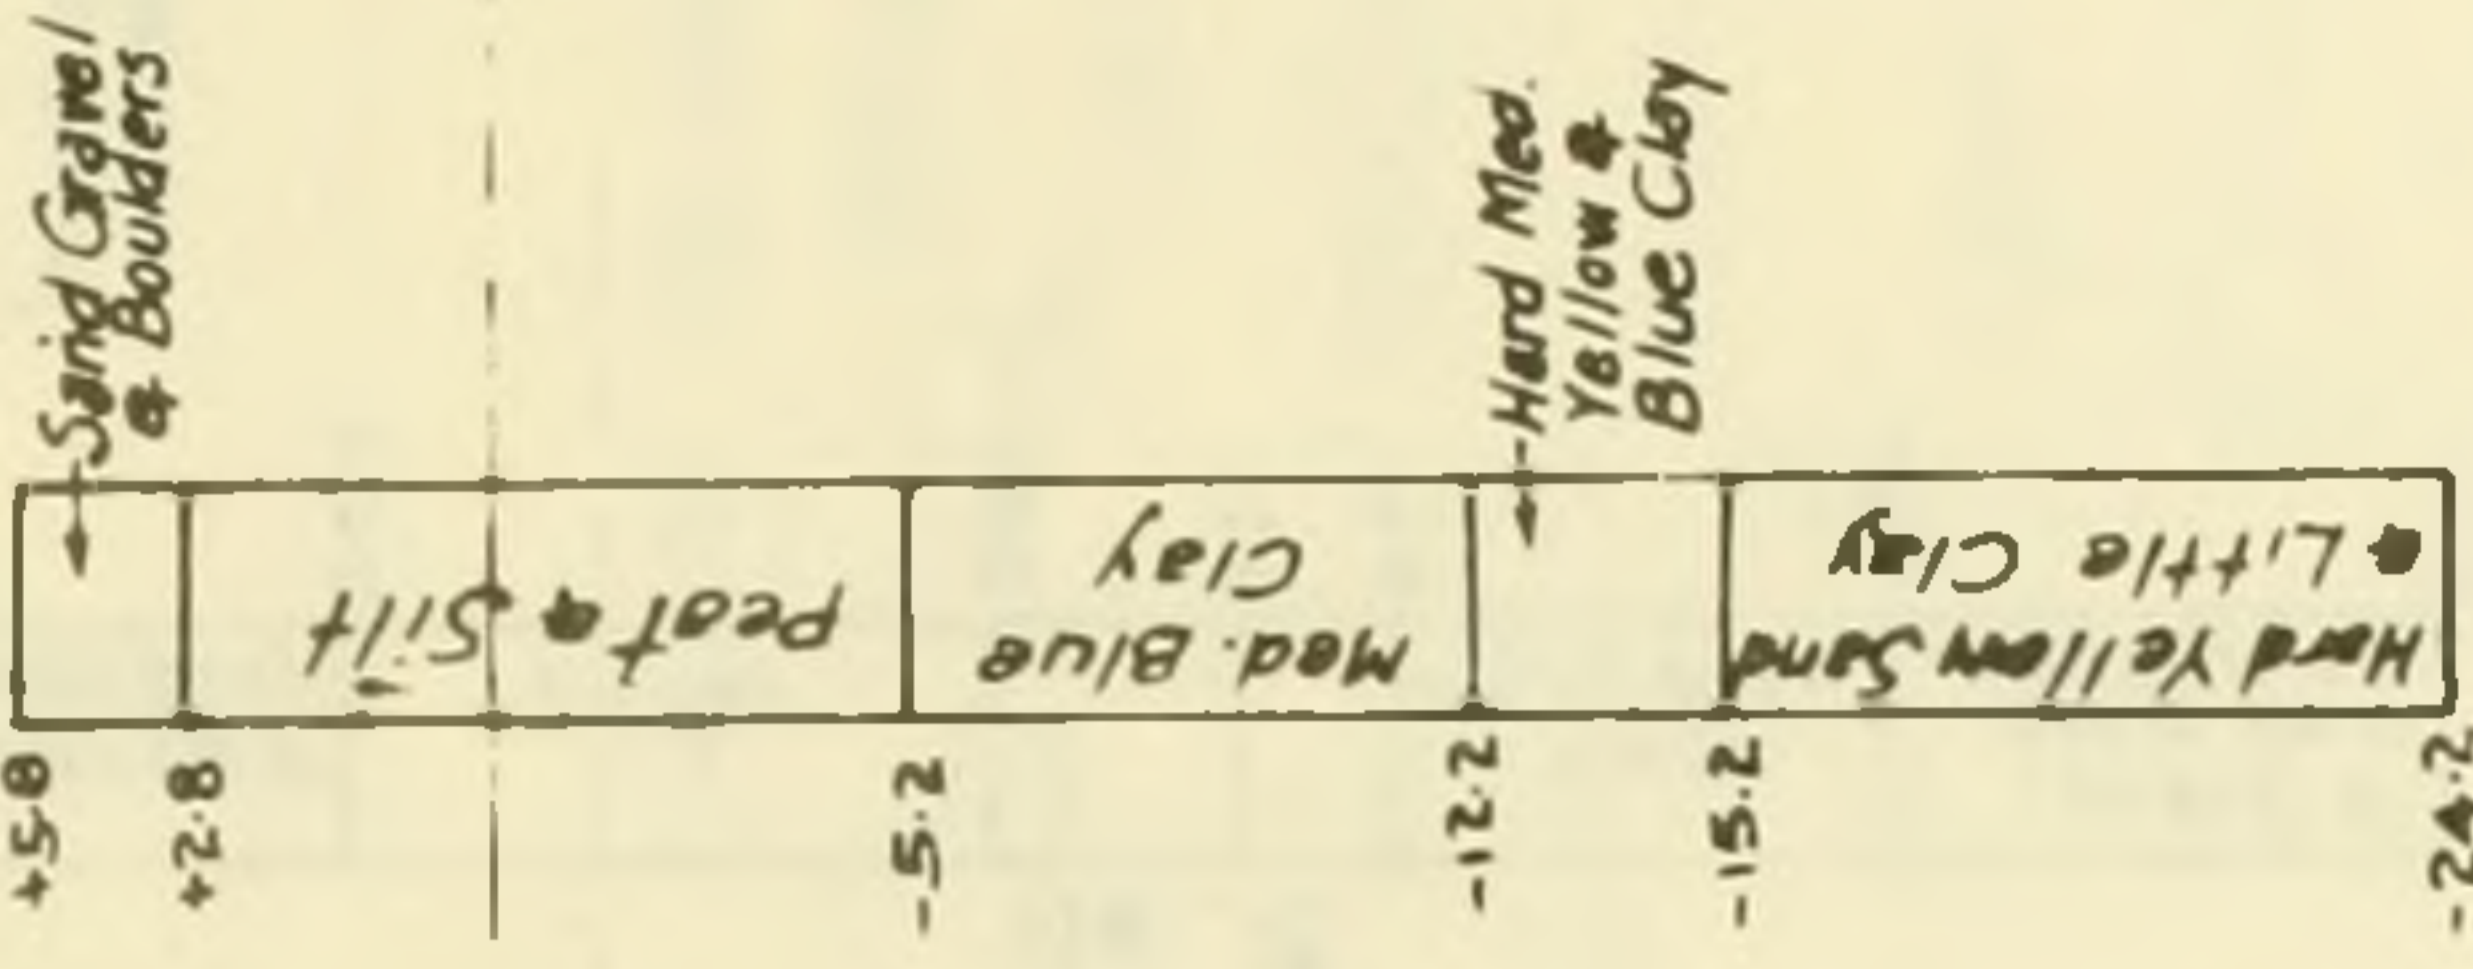 +5.8
Sand Gravel
& Boulders
+2.8
Peat & Silt
-5.2
Med. Blue
Clay
-12.2
Hard Med.
Yellow &
Blue Clay
-15.2
Hard Yellow Sand
& Little Clay
-24.2